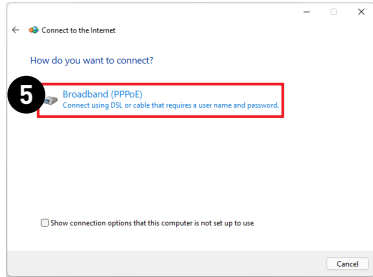 Connect to the Internet
How do you want to connect?
5
Broadband (PPPoE)
Connect using DSL or cable that requires a user name and password.
Show connection options that this computer is not set up to use
Cancel